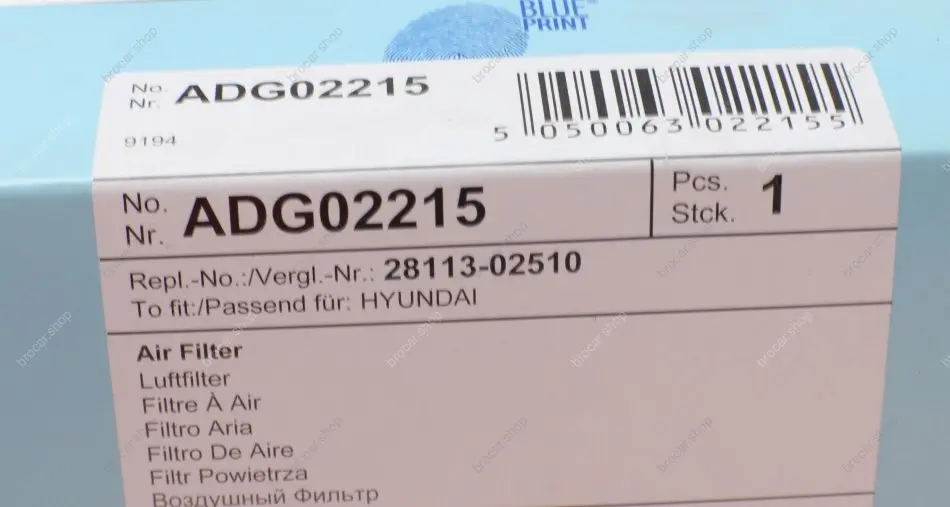 BLUE
PRINT
No. ADG02215
Nr.
9194
5 050063 022155
No. ADG02215
Nr.
Pcs. 1
Stck.
Repl.-No.:/Vergl.-Nr.: 28113-02510
To fit:/Passend für: HYUNDAI
Air Filter
Luftfilter
Filtre À Air
Filtro Aria
Filtro De Aire
Filtr Powietrza
Воздушный Фильтр
brocar.shop